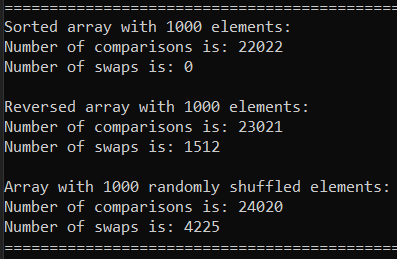 ============================================
Sorted array with 1000 elements:
Number of comparisons is: 22022
Number of swaps is: 0
Reversed array with 1000 elements:
Number of comparisons is: 23021
Number of swaps is: 1512
Array with 1000 randomly shuffled elements:
Number of comparisons is: 24020
Number of swaps is: 4225
============================================